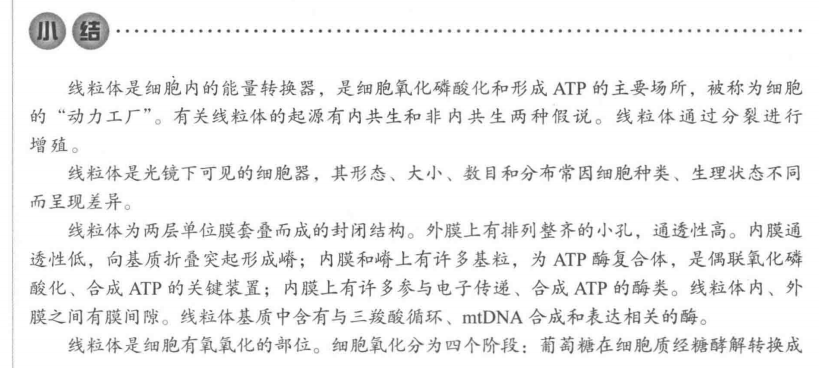 小结
线粒体是细胞内的能量转换器，是细胞氧化磷酸化和形成 ATP 的主要场所，被称为细胞
的“动力工厂”。有关线粒体的起源有内共生和非内共生两种假说。线粒体通过分裂进行
增殖。
线粒体是光镜下可见的细胞器，其形态、大小、数目和分布常因细胞种类、生理状态不同
而呈现差异。
线粒体为两层单位膜套叠而成的封闭结构。外膜上有排列整齐的小孔，通透性高。内膜通
透性低，向基质折叠突起形成嵴；内膜和嵴上有许多基粒，为 ATP 酶复合体，是偶联氧化磷
酸化、合成 ATP 的关键装置；内膜上有许多参与电子传递、合成 ATP 的酶类。线粒体内、外
膜之间有膜间隙。线粒体基质中含有与三羧酸循环、mtDNA 合成和表达相关的酶。
线粒体是细胞有氧氧化的部位。细胞氧化分为四个阶段：葡萄糖在细胞质经糖酵解转换成